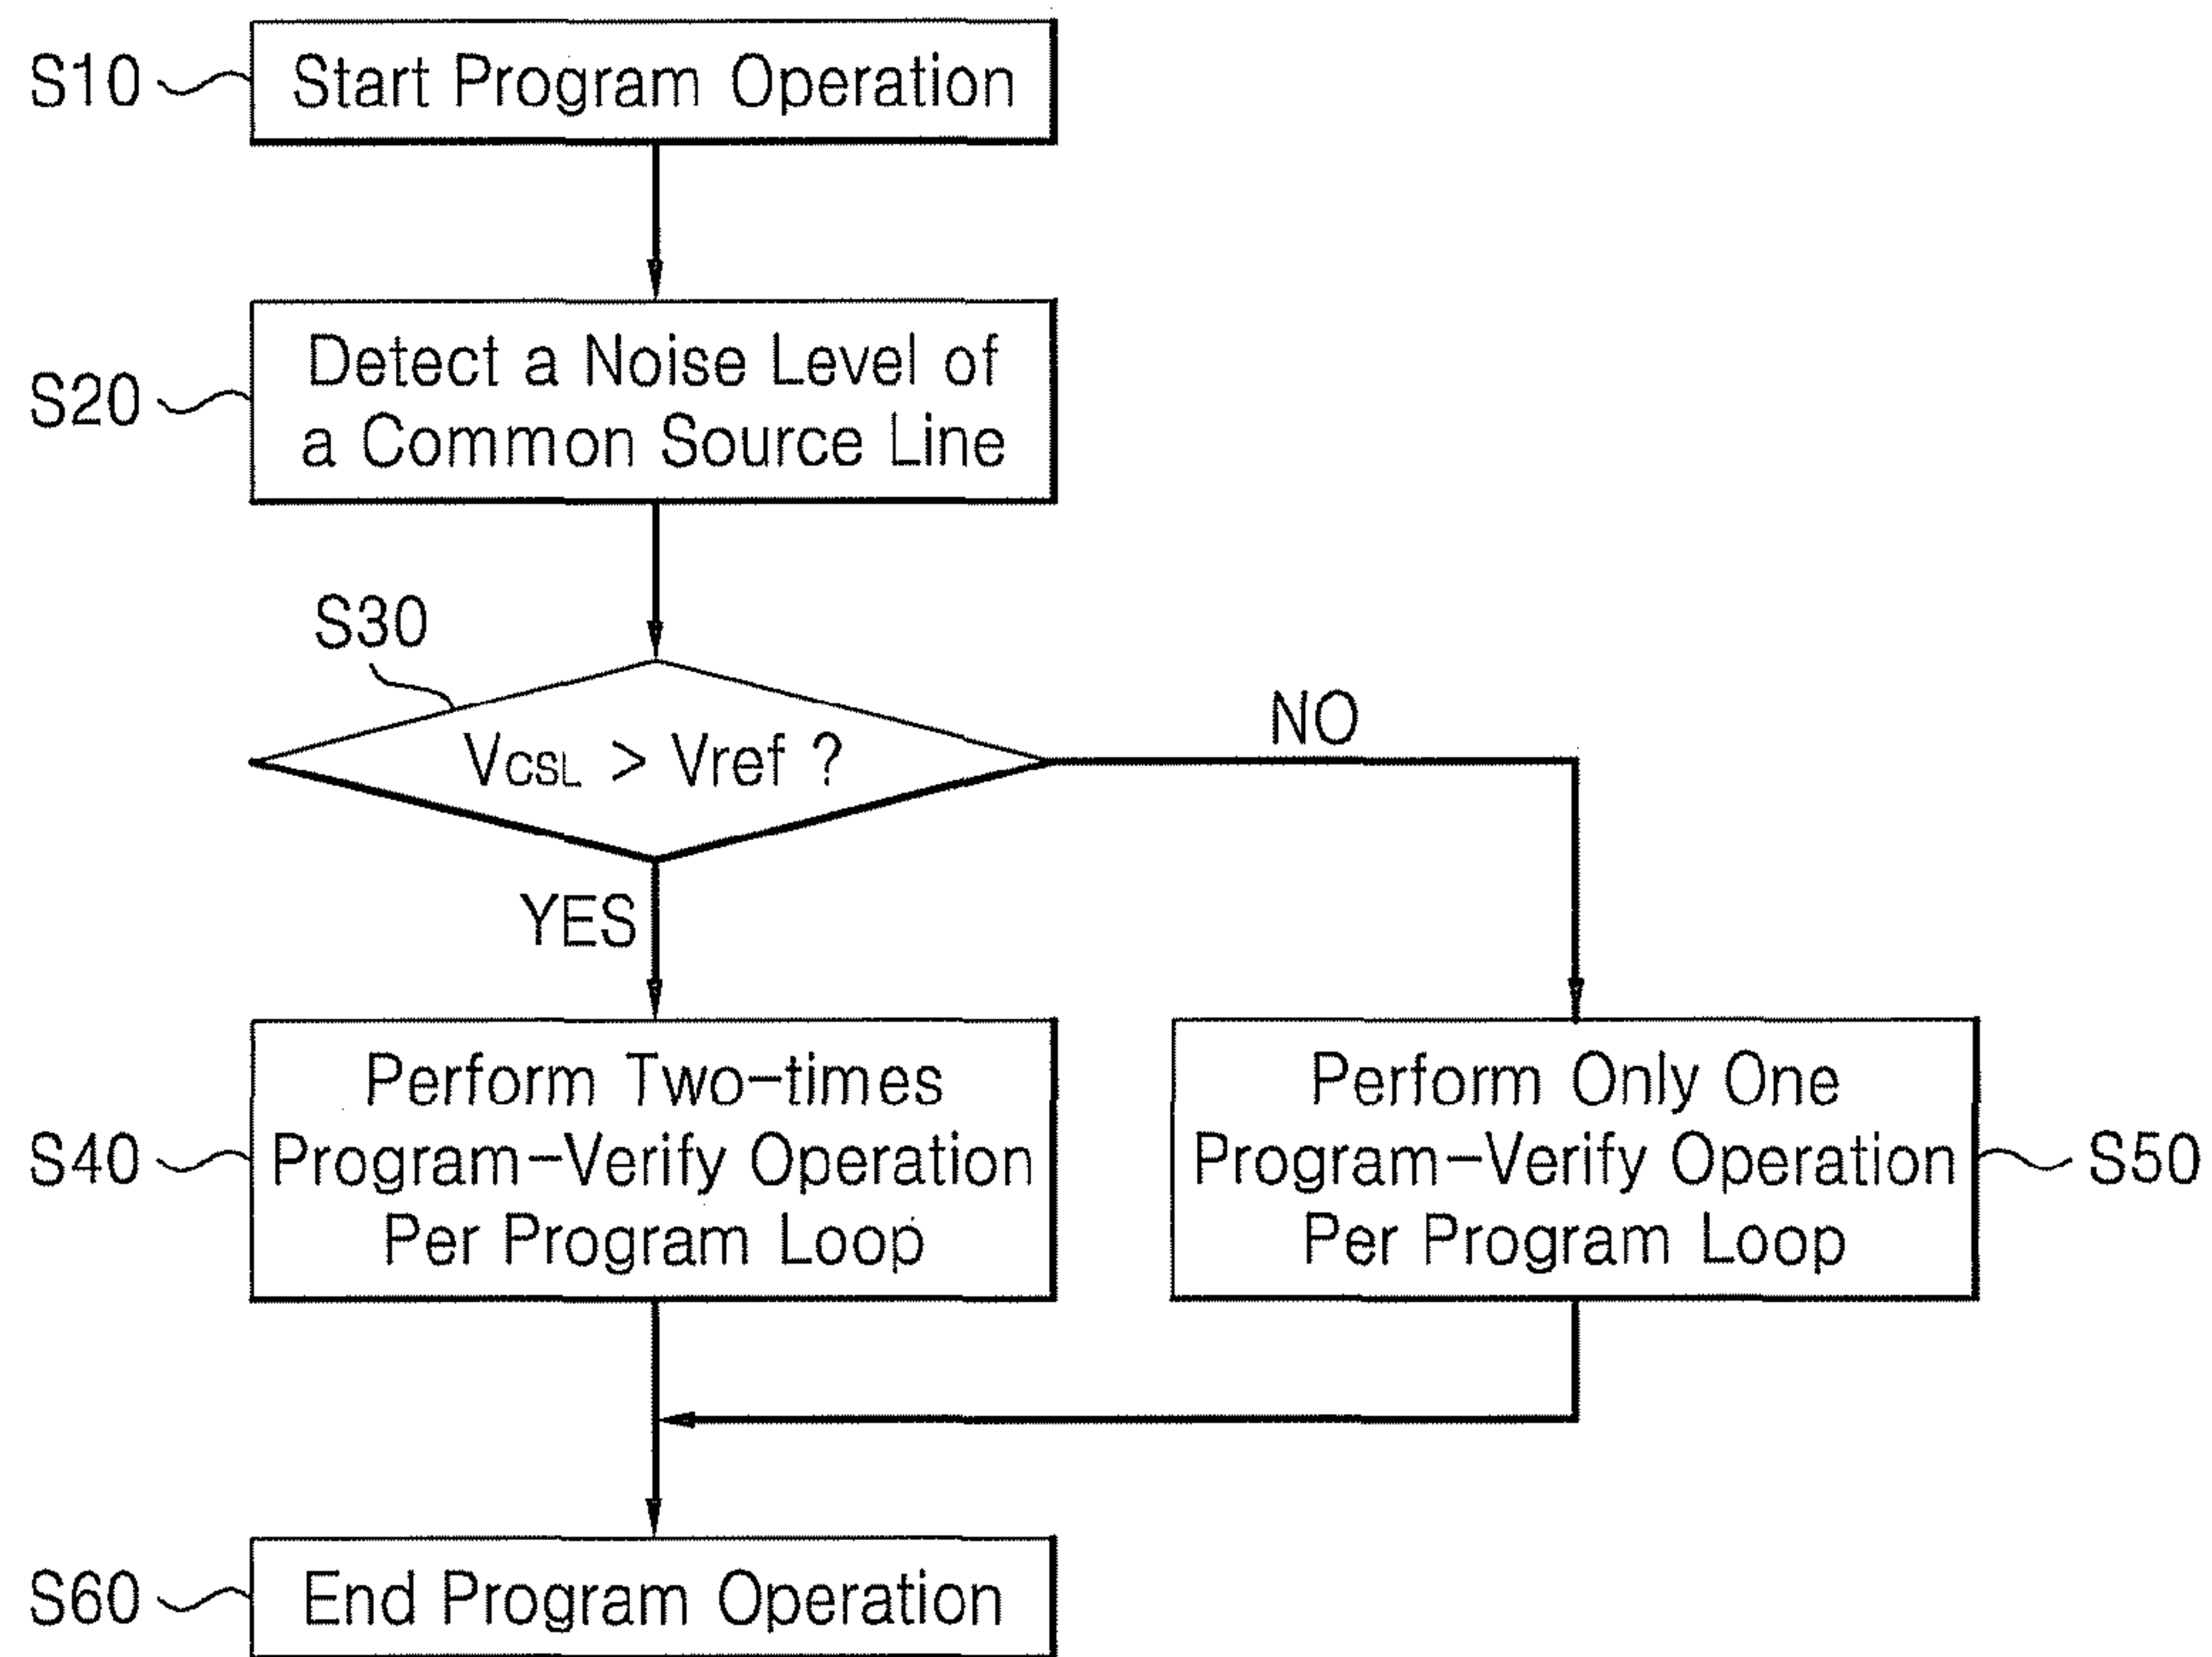 S10
Start Program Operation
S20
Detect a Noise Level of
a Common Source Line
S30
VCSL > Vref ?
NO
YES
S40
Perform Two-times
Program-Verify Operation
Per Program Loop
Perform Only One
Program-Verify Operation
Per Program Loop
S50
S60
End Program Operation